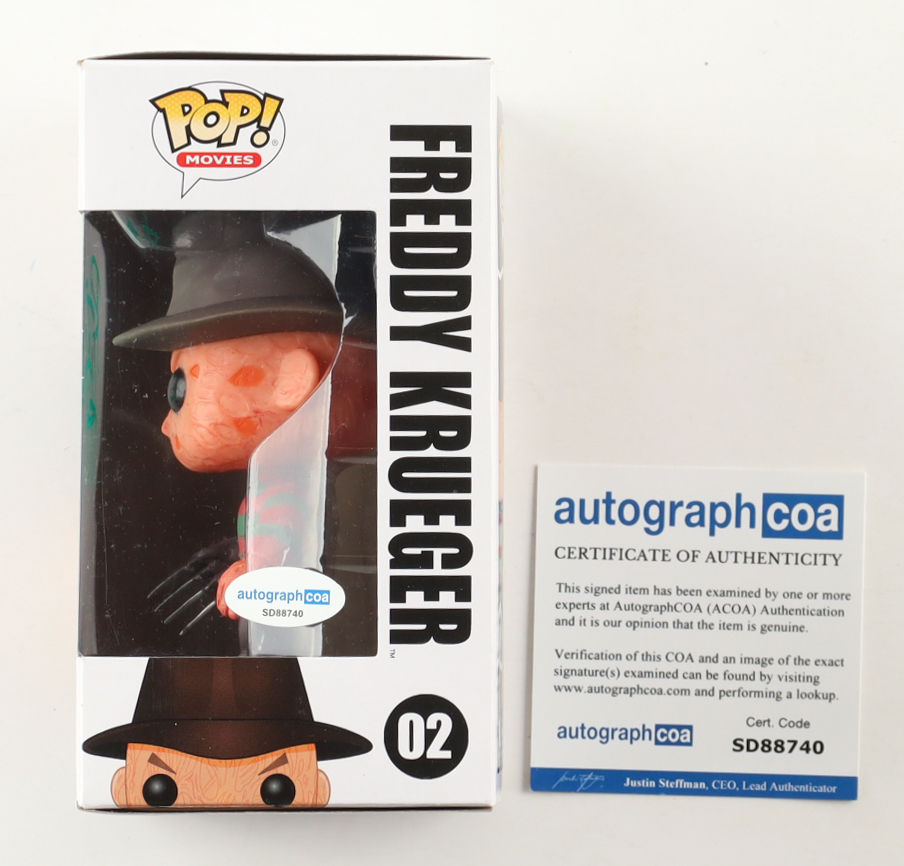 POP!®
MOVIES
FREDDY KRUEGER™
autographcoa
SD88740
02
autographcoa
CERTIFICATE OF AUTHENTICITY
This signed item has been examined by one or more
experts at AutographCOA (ACOA) Authentication
and it is our opinion that the item is genuine.
Verification of this COA and an image of the exact
signature(s) examined can be found by visiting
www.autographcoa.com and performing a lookup.
autographcoa
Cert. Code
SD88740
Justin Steffman, CEO, Lead Authenticator